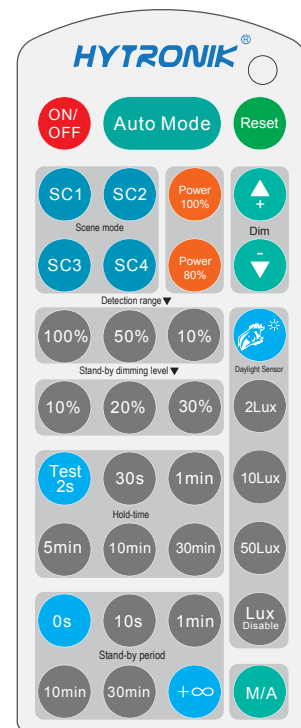 HYTRONIK®
ON/
OFF
Auto Mode
Reset
SC1 SC2 Power
100%
+
Scene mode
Dim
SC3 SC4 Power
80%
-
Detection range▼
100% 50% 10%
Daylight Sensor
Stand-by dimming level▼
10% 20% 30% 2Lux
Test
2s
30s 1min 10Lux
Hold-time
5min 10min 30min 50Lux
0s 10s 1min Lux
Disable
Stand-by period
10min 30min +∞ M/A